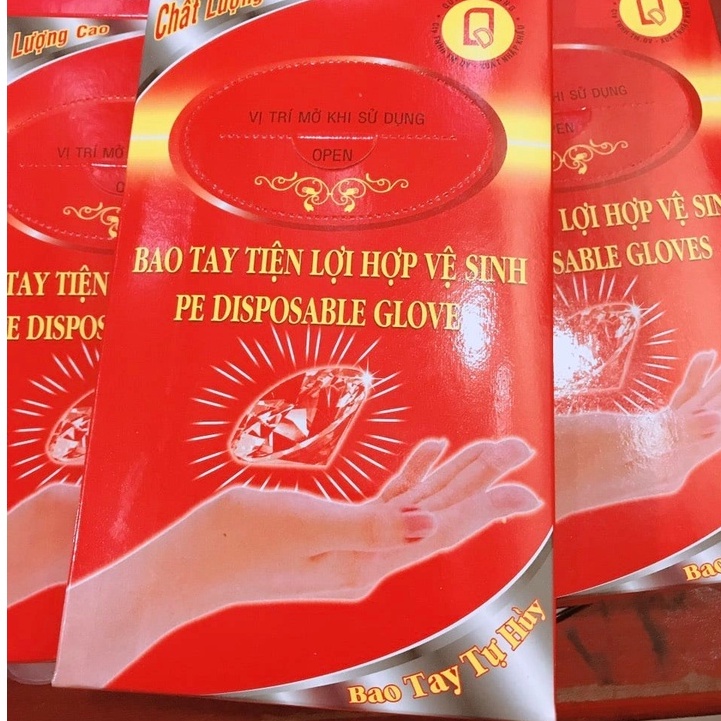 Lượng Cao
VỊ TRÍ MỞ
TAY TIỆN
E DISPOS
Chất Lượng
VỊ TRÍ MỞ KHI SỬ DỤNG
OPEN
BAO TAY TIỆN LỢI HỢP VỆ SINH
PE DISPOSABLE GLOVE
Bao Tay Tự Hủy
HI SỬ DỤNG
PEN
LỢI HỢP VỆ SIN
SABLE GLOVES
Bao